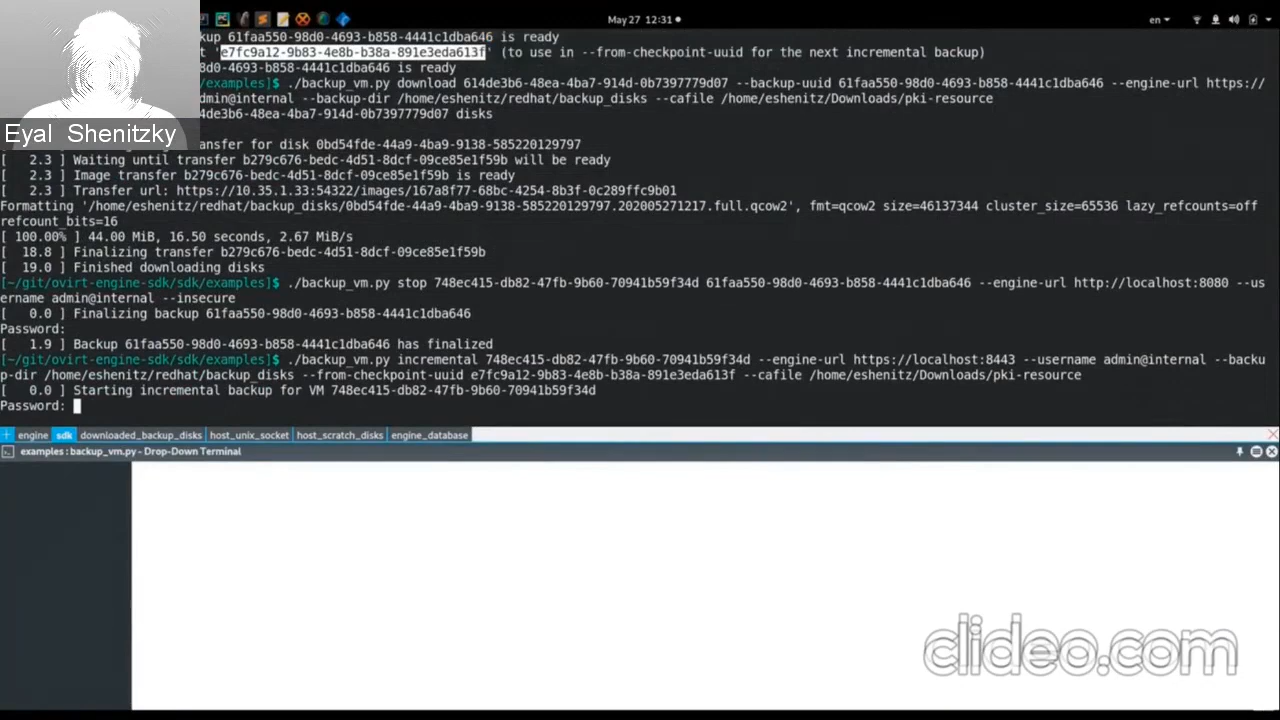 May 27 12:31
en
kup 61faa550-98d0-4693-b858-4441c1dba646 is ready
t 'e7fc9a12-9b83-4e8b-b38a-891e3eda613f' (to use in --from-checkpoint-uuid for the next incremental backup)
d0-4693-b858-4441c1dba646 is ready
/examples]$ ./backup_vm.py download 614de3b6-48ea-4ba7-914d-0b7397779d07 --backup-uuid 61faa550-98d0-4693-b858-4441c1dba646 --engine-url https://
admin@internal --backup-dir /home/eshenitz/redhat/backup_disks --cafile /home/eshenitz/Downloads/pki-resource
4de3b6-48ea-4ba7-914d-0b7397779d07 disks
Eyal Shenitzky
ansfer for disk 0bd54fde-44a9-4ba9-9138-585220129797
[ 2.3 ] Waiting until transfer b279c676-bedc-4d51-8dcf-09ce85e1f59b will be ready
[ 2.3 ] Image transfer b279c676-bedc-4d51-8dcf-09ce85e1f59b is ready
[ 2.3 ] Transfer url: https://10.35.1.33:54322/images/167a8f77-68bc-4254-8b3f-0c289ffc9b01
Formatting '/home/eshenitz/redhat/backup_disks/0bd54fde-44a9-4ba9-9138-585220129797.202005271217.full.qcow2', fmt=qcow2 size=46137344 cluster_size=65536 lazy_refcounts=off
refcount_bits=16
[ 100.00% ] 44.00 MiB, 16.50 seconds, 2.67 MiB/s
[ 18.8 ] Finalizing transfer b279c676-bedc-4d51-8dcf-09ce85e1f59b
[ 19.0 ] Finished downloading disks
[~/git/ovirt-engine-sdk/sdk/examples]$ ./backup_vm.py stop 748ec415-db82-47fb-9b60-70941b59f34d 61faa550-98d0-4693-b858-4441c1dba646 --engine-url http://localhost:8080 --us
ername admin@internal --insecure
[ 0.0 ] Finalizing backup 61faa550-98d0-4693-b858-4441c1dba646
Password:
[ 1.9 ] Backup 61faa550-98d0-4693-b858-4441c1dba646 has finalized
[~/git/ovirt-engine-sdk/sdk/examples]$ ./backup_vm.py incremental 748ec415-db82-47fb-9b60-70941b59f34d --engine-url https://localhost:8443 --username admin@internal --backu
p-dir /home/eshenitz/redhat/backup_disks --from-checkpoint-uuid e7fc9a12-9b83-4e8b-b38a-891e3eda613f --cafile /home/eshenitz/Downloads/pki-resource
[ 0.0 ] Starting incremental backup for VM 748ec415-db82-47fb-9b60-70941b59f34d
Password:
engine sdk downloaded_backup_disks host_unix_socket host_scratch_disks engine_database
examples : backup_vm.py - Drop-Down Terminal
clideo.com